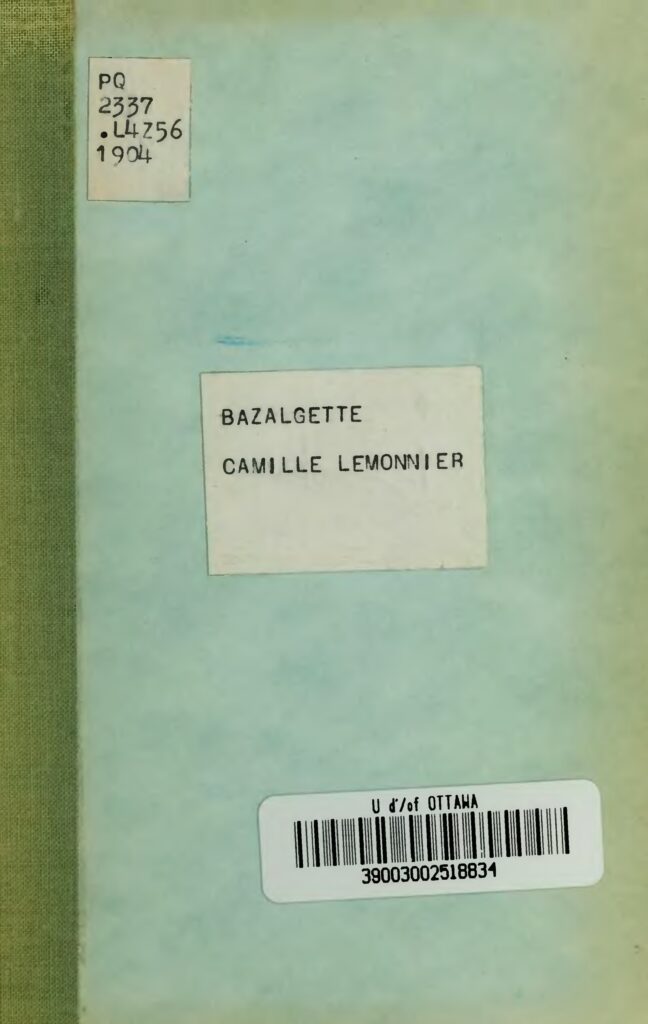 PQ
2337
.L4Z56
1904
BAZALGETTE
CAMILLE LEMONNIER
U d'/of OTTAWA
39003002518834